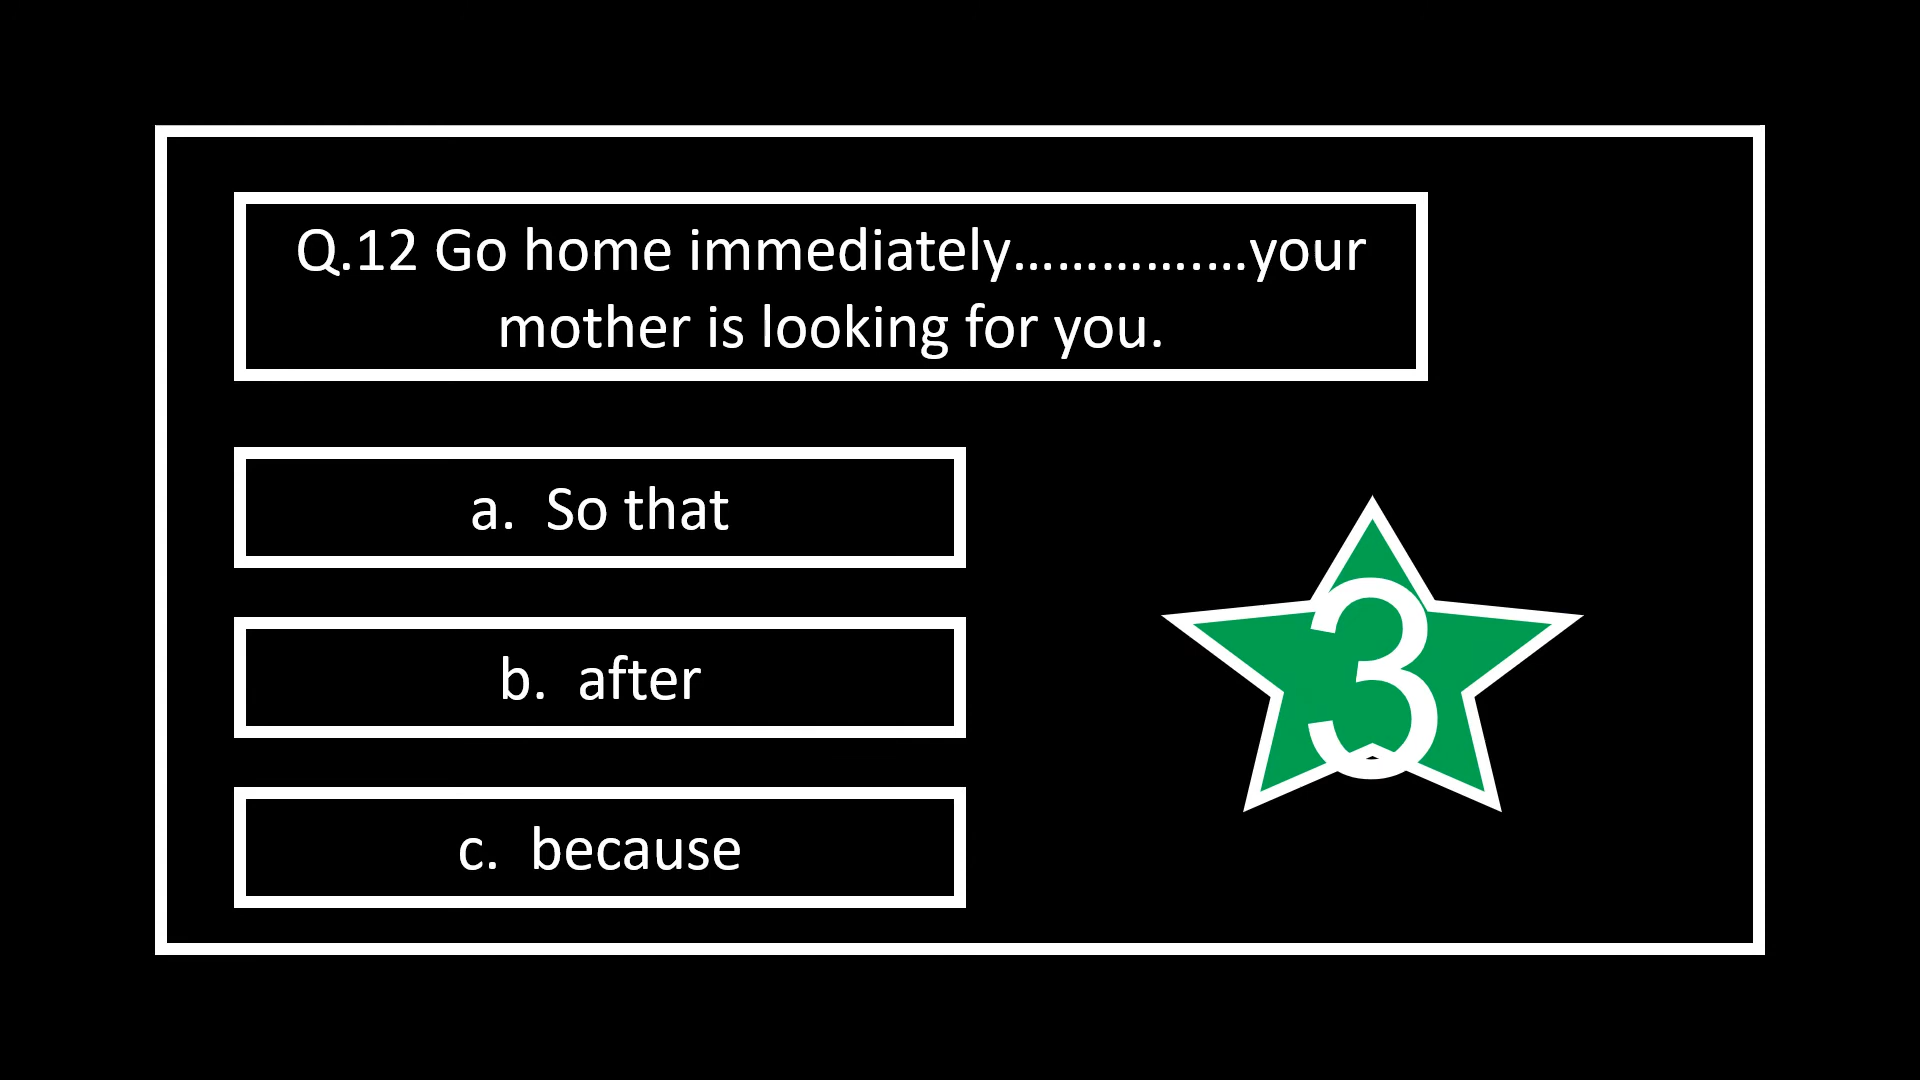 Q.12 Go home immediately................your
mother is looking for you.
a. So that
b. after
c. because
3